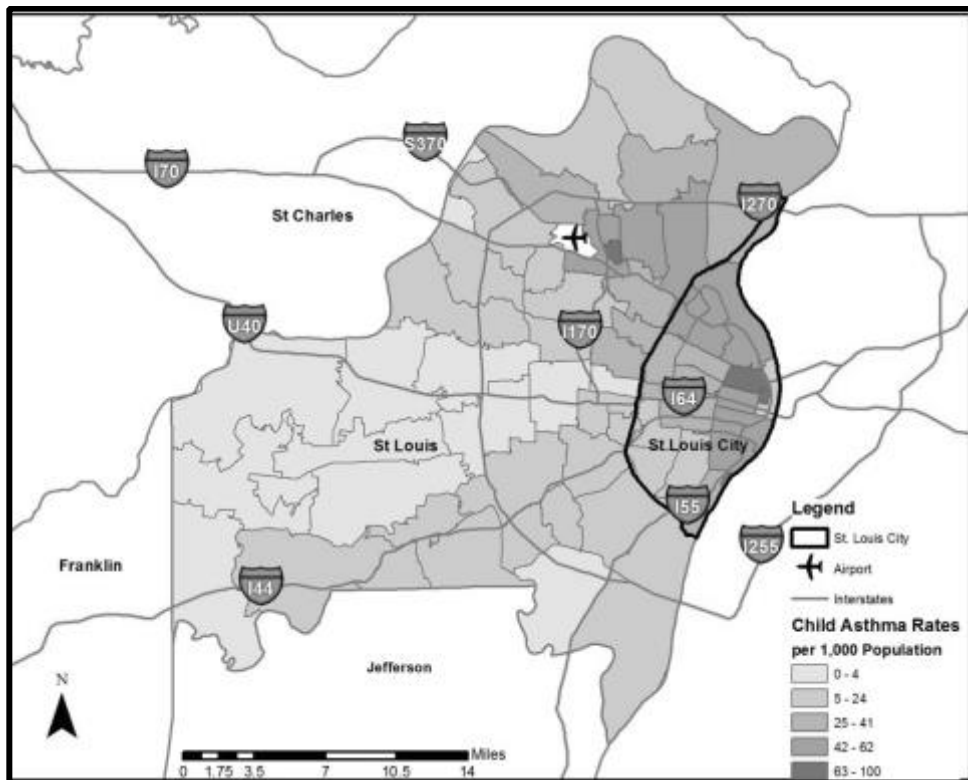 S370
I70
I270
St Charles
U40
I170
I64
St Louis
St Louis City
I55
Legend
St. Louis City
I255
Franklin
Airport
I44
Interstates
Child Asthma Rates
per 1,000 Population
Jefferson
0 - 4
N
5 - 24
25 - 41
42 - 62
63 - 100
Miles
0 1.75 3.5 7 10.5 14